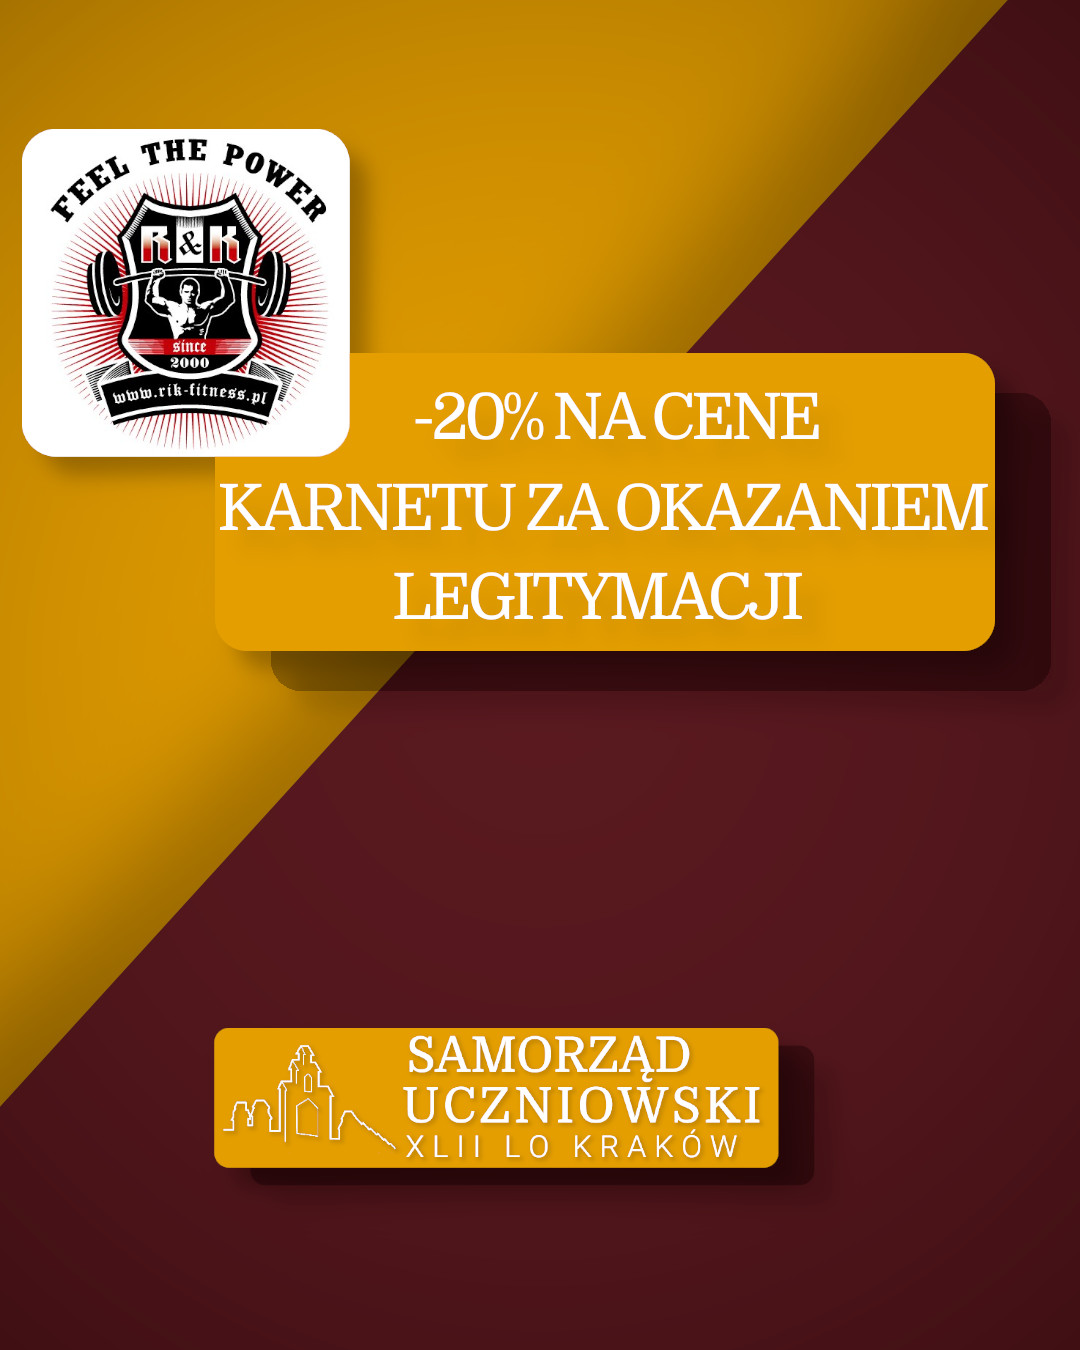 FEEL THE POWER
R&K
since
2000
www.rik-fitness.pl
-20% NA CENE
KARNETU ZA OKAZANIEM
LEGITYMACJI
SAMORZĄD
UCZNIOWSKI
XLII LO KRAKÓW